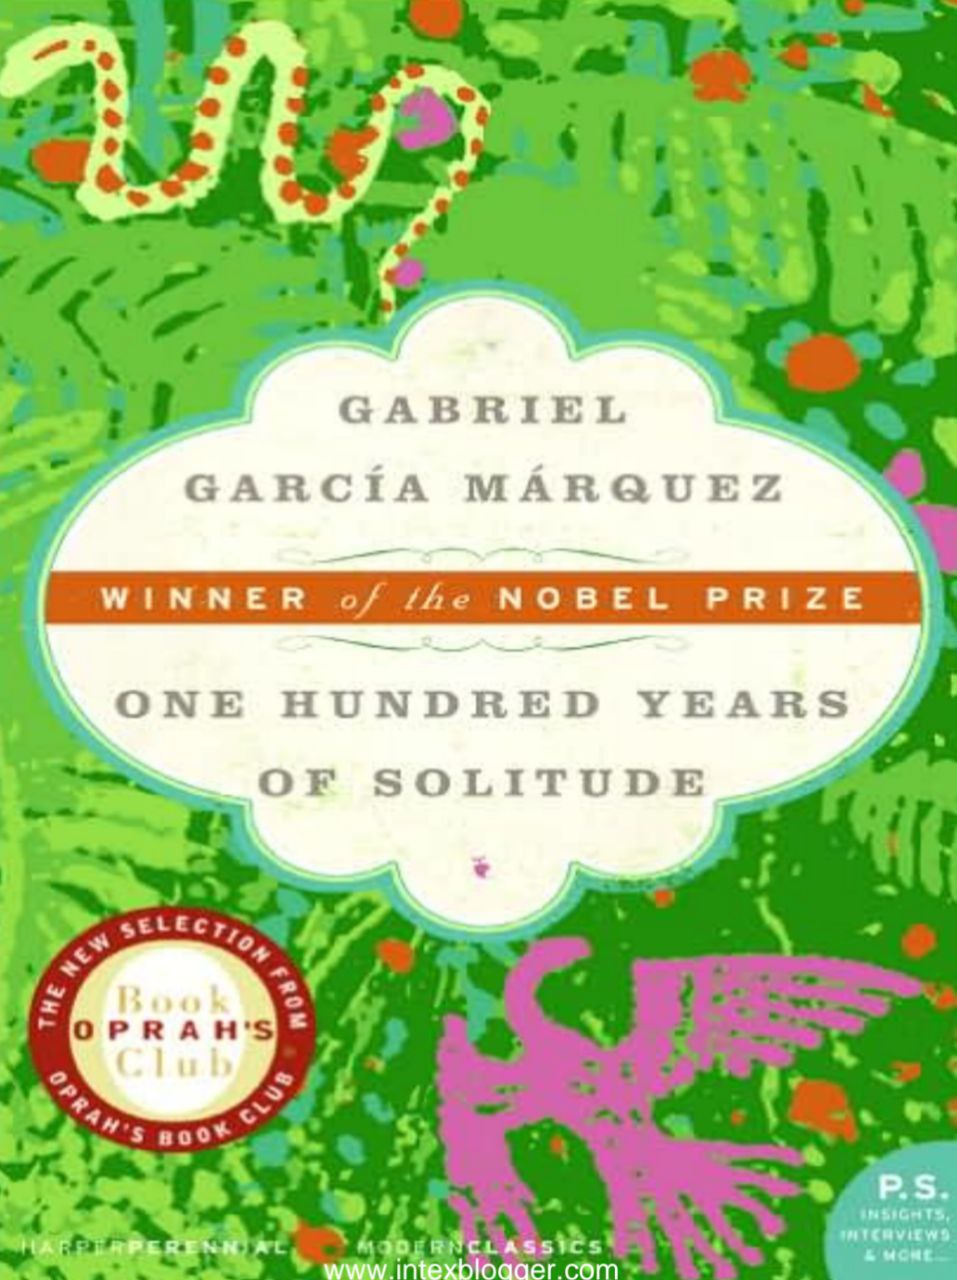 GABRIEL
GARCÍA MÁRQUEZ
WINNER of the NOBEL PRIZE
ONE HUNDRED YEARS
OF SOLITUDE
THE NEW SELECTION FROM
Book
OPRAH'S
Club
OPRAH'S BOOK CLUB
P.S.
INSIGHTS,
INTERVIEWS
& MORE...
HARPERPERENNIAL MODERNCLASSICS
www.intexblogger.com